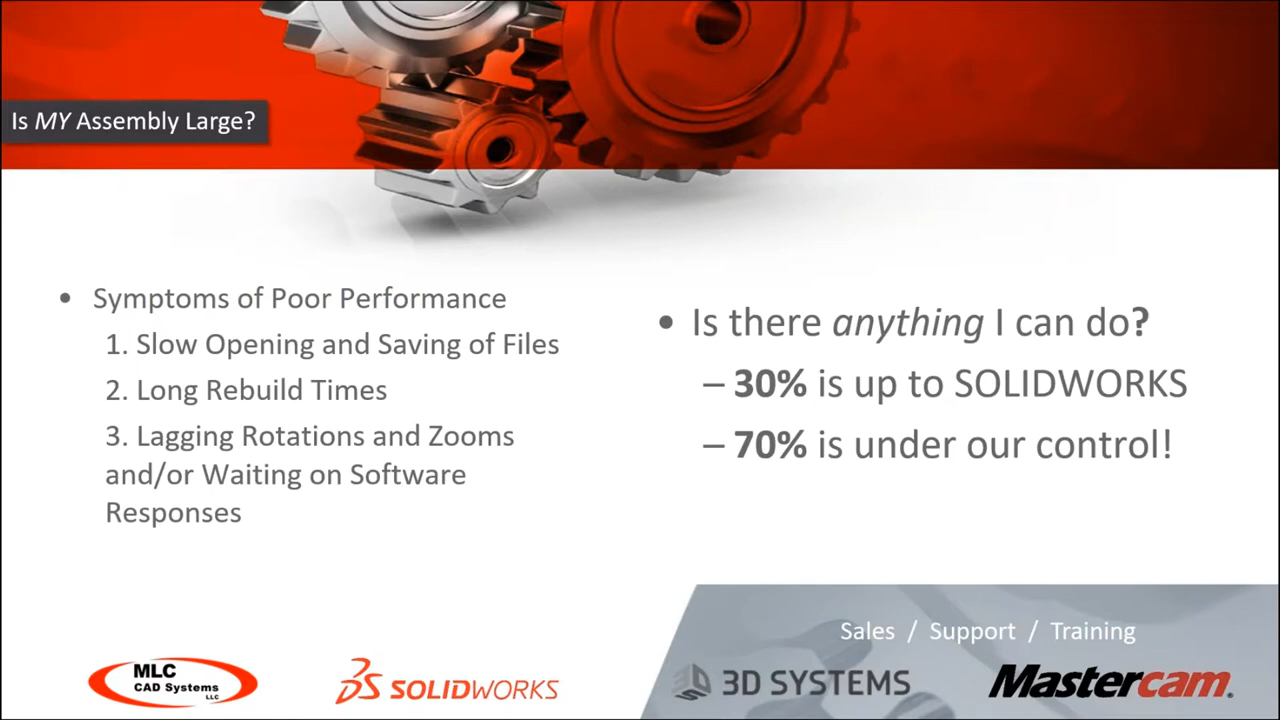 Is MY Assembly Large?
• Symptoms of Poor Performance
1. Slow Opening and Saving of Files
2. Long Rebuild Times
3. Lagging Rotations and Zooms
and/or Waiting on Software
Responses
• Is there anything I can do?
– 30% is up to SOLIDWORKS
– 70% is under our control!
Sales / Support / Training
MLC
CAD Systems
LLC
DS SOLIDWORKS
3D SYSTEMS
Mastercam®